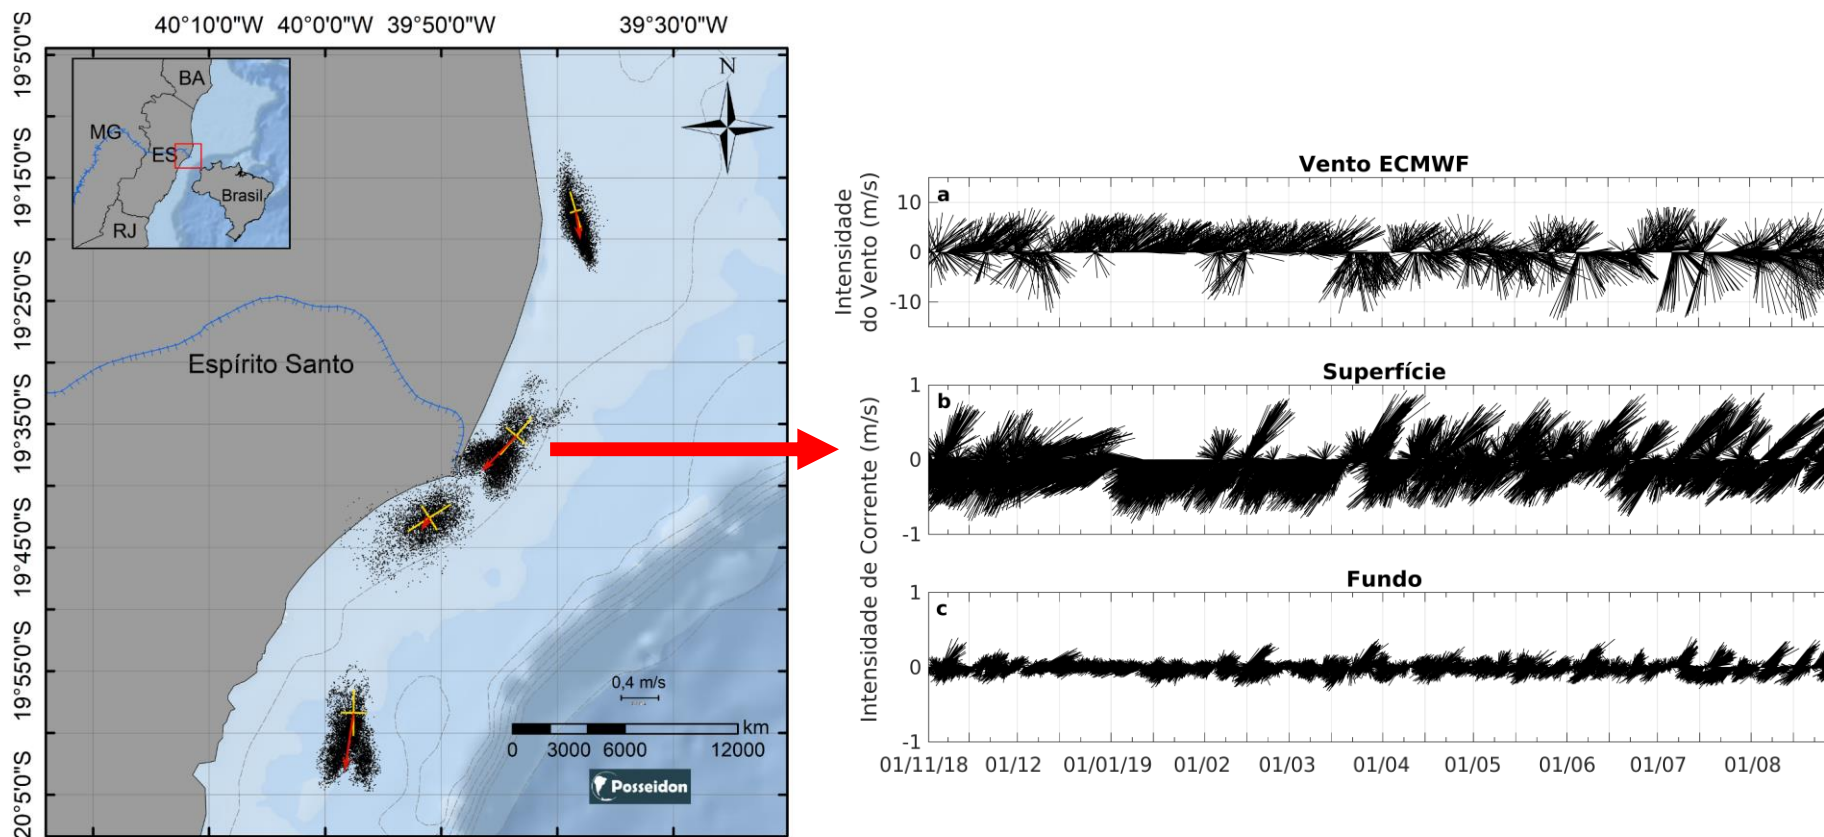 40°10'0"W 40°0'0"W 39°50'0"W 39°30'0"W
19°5'0"S
19°15'0"S
19°25'0"S
19°35'0"S
19°45'0"S
19°55'0"S
20°5'0"S
BA
MG
ES
Brasil
RJ
N
Espírito Santo
0,4 m/s
km
0 3000 6000 12000
Posseidon
Vento ECMWF
a
Intensidade
do Vento (m/s)
10
0
-10
Superfície
b
Intensidade de Corrente (m/s)
1
0
-1
Fundo
c
1
0
-1
01/11/18 01/12 01/01/19 01/02 01/03 01/04 01/05 01/06 01/07 01/08